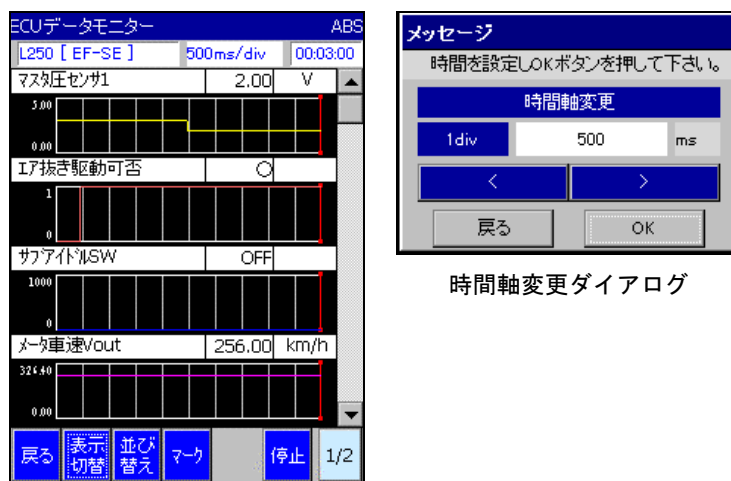 ECUデータモニター ABS
L250 [ EF-SE ] 500ms/div 00:03:00
マスタ圧センサ1 2.00 V
5.00
0.00
エア抜き駆動可否 ○
1
0
サブアイドルSW OFF
1000
0
メータ車速Vout 256.00 km/h
326.40
0.00
戻る 表示切替 並び替え マーク 停止 1/2
メッセージ
時間を設定しOKボタンを押して下さい。
時間軸変更
1div 500 ms
< >
戻る OK
時間軸変更ダイアログ